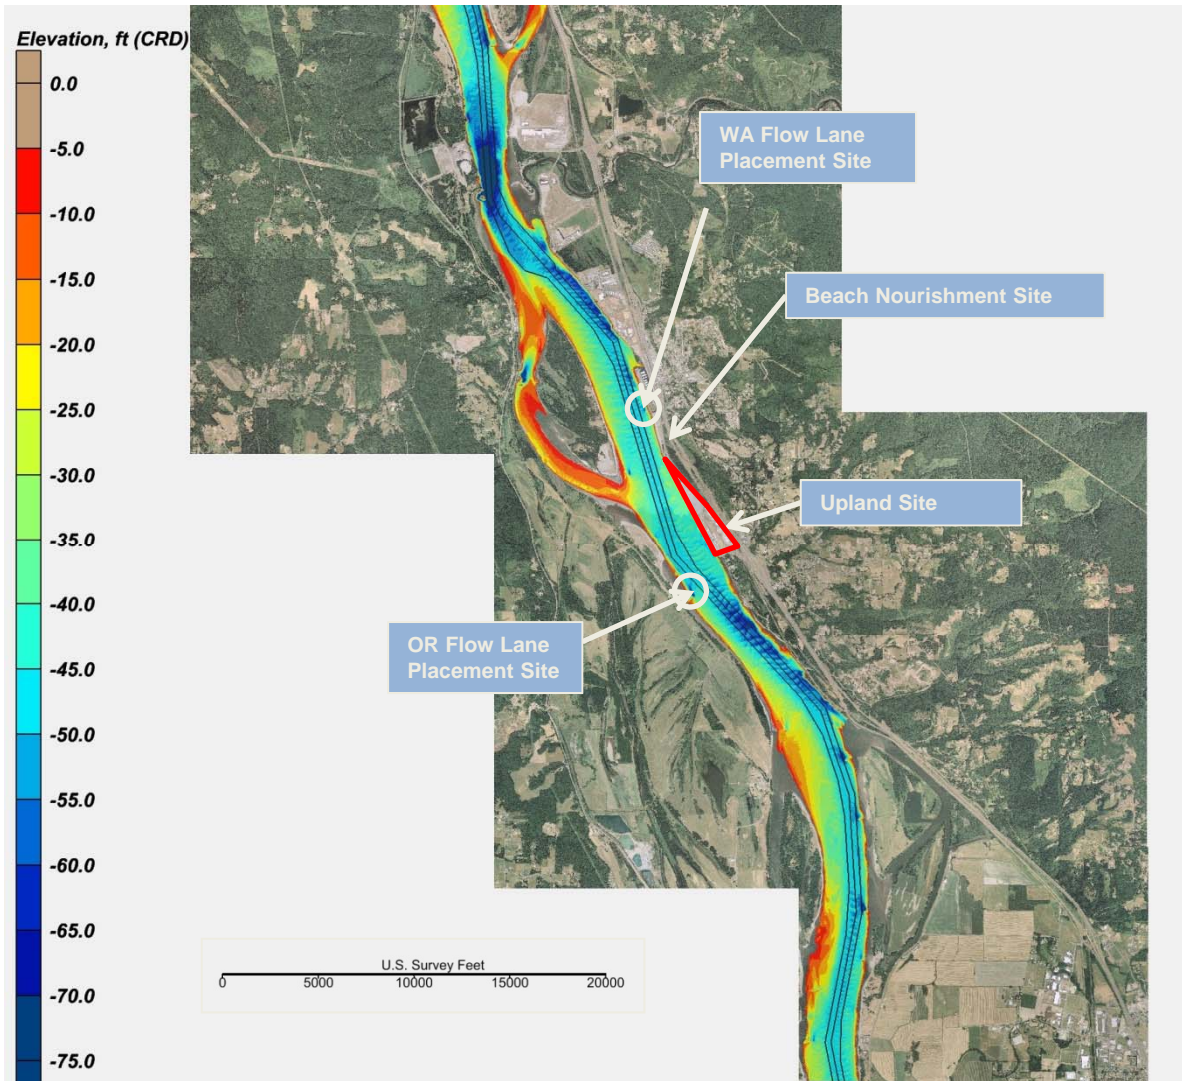 Elevation, ft (CRD)
0.0
-5.0
-10.0
-15.0
-20.0
-25.0
-30.0
-35.0
-40.0
-45.0
-50.0
-55.0
-60.0
-65.0
-70.0
-75.0
WA Flow Lane
Placement Site
Beach Nourishment Site
Upland Site
OR Flow Lane
Placement Site
U.S. Survey Feet
0 5000 10000 15000 20000